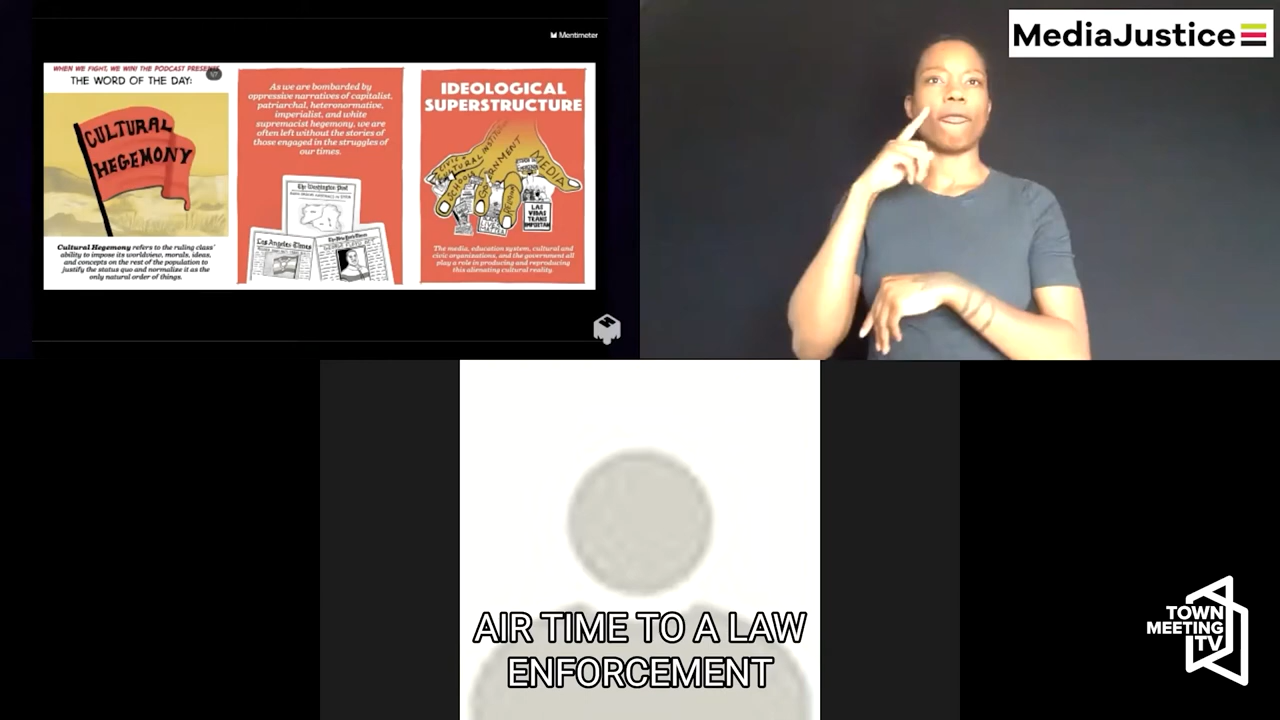 Mentimeter
WHEN WE FIGHT, WE WIN! THE PODCAST PRESENTS
THE WORD OF THE DAY:
CULTURAL
HEGEMONY
Cultural Hegemony refers to the ruling class'
ability to impose its worldview, morals, ideas,
and concepts on the rest of the population to
justify the status quo and normalize it as the
only natural order of things.
As we are bombarded by
oppressive narratives of capitalist,
patriarchal, heteronormative,
imperialist, and white
supremacist hegemony, we are
often left without the stories of
those engaged in the struggles of
our times.
The Washington Post
Los Angeles Times
The New York Times
IDEOLOGICAL
SUPERSTRUCTURE
GOVERNMENT
MEDIA
LAS
VIDAS
TRANS
IMPORTAN
The media, education system, cultural and
civic organizations, and the government all
play a role in producing and reproducing
this alienating cultural reality.
MediaJustice
AIR TIME TO A LAW
ENFORCEMENT
TOWN
MEETING
TV